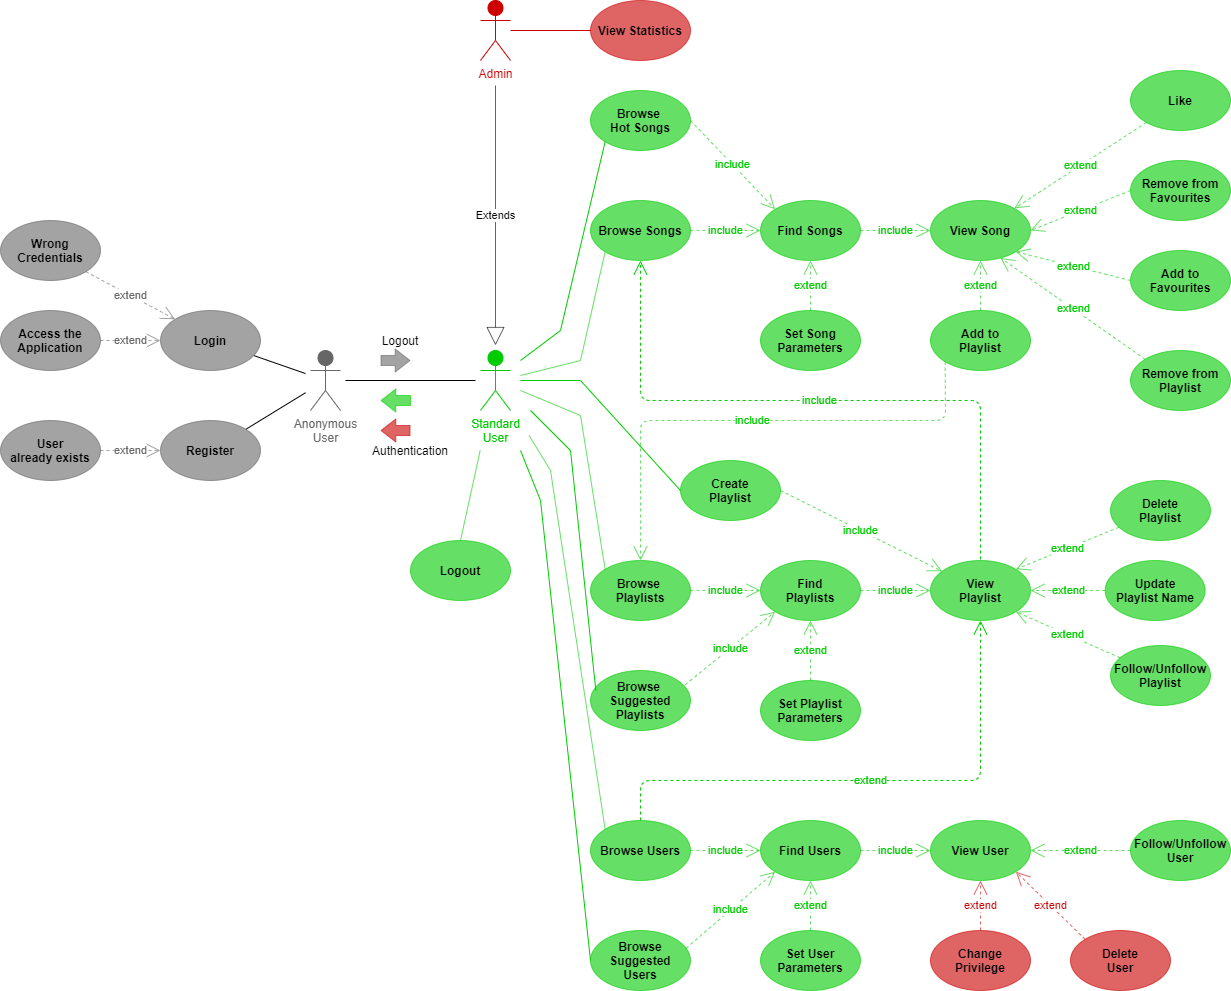 View Statistics
Admin
Browse
Hot Songs
Like
include
extend
Remove from
Favourites
extend
Extends
Browse Songs
include
Find Songs
include
View Song
Wrong
Credentials
extend
Add to
Favourites
extend
extend
extend
extend
Access the
Application
extend
Login
Logout
Set Song
Parameters
Add to
Playlist
Remove from
Playlist
include
include
Anonymous
User
Standard
User
User
already exists
extend
Register
Authentication
Create
Playlist
include
Delete
Playlist
extend
Logout
Browse
Playlists
include
Find
Playlists
include
View
Playlist
extend
Update
Playlist Name
extend
include
extend
Follow/Unfollow
Playlist
Browse
Suggested
Playlists
Set Playlist
Parameters
extend
Browse Users
include
Find Users
include
View User
extend
Follow/Unfollow
User
include
extend
extend
extend
Browse
Suggested
Users
Set User
Parameters
Change
Privilege
Delete
User